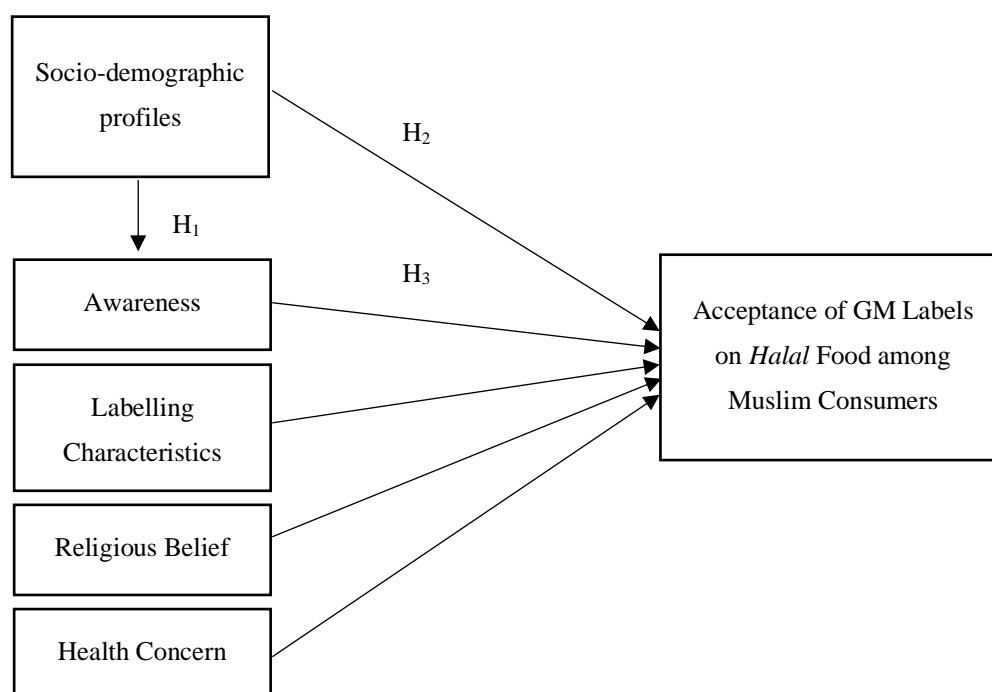 Socio-demographic
profiles
H₂
H₁
Awareness
H₃
Acceptance of GM Labels
on Halal Food among
Muslim Consumers
Labelling
Characteristics
Religious Belief
Health Concern